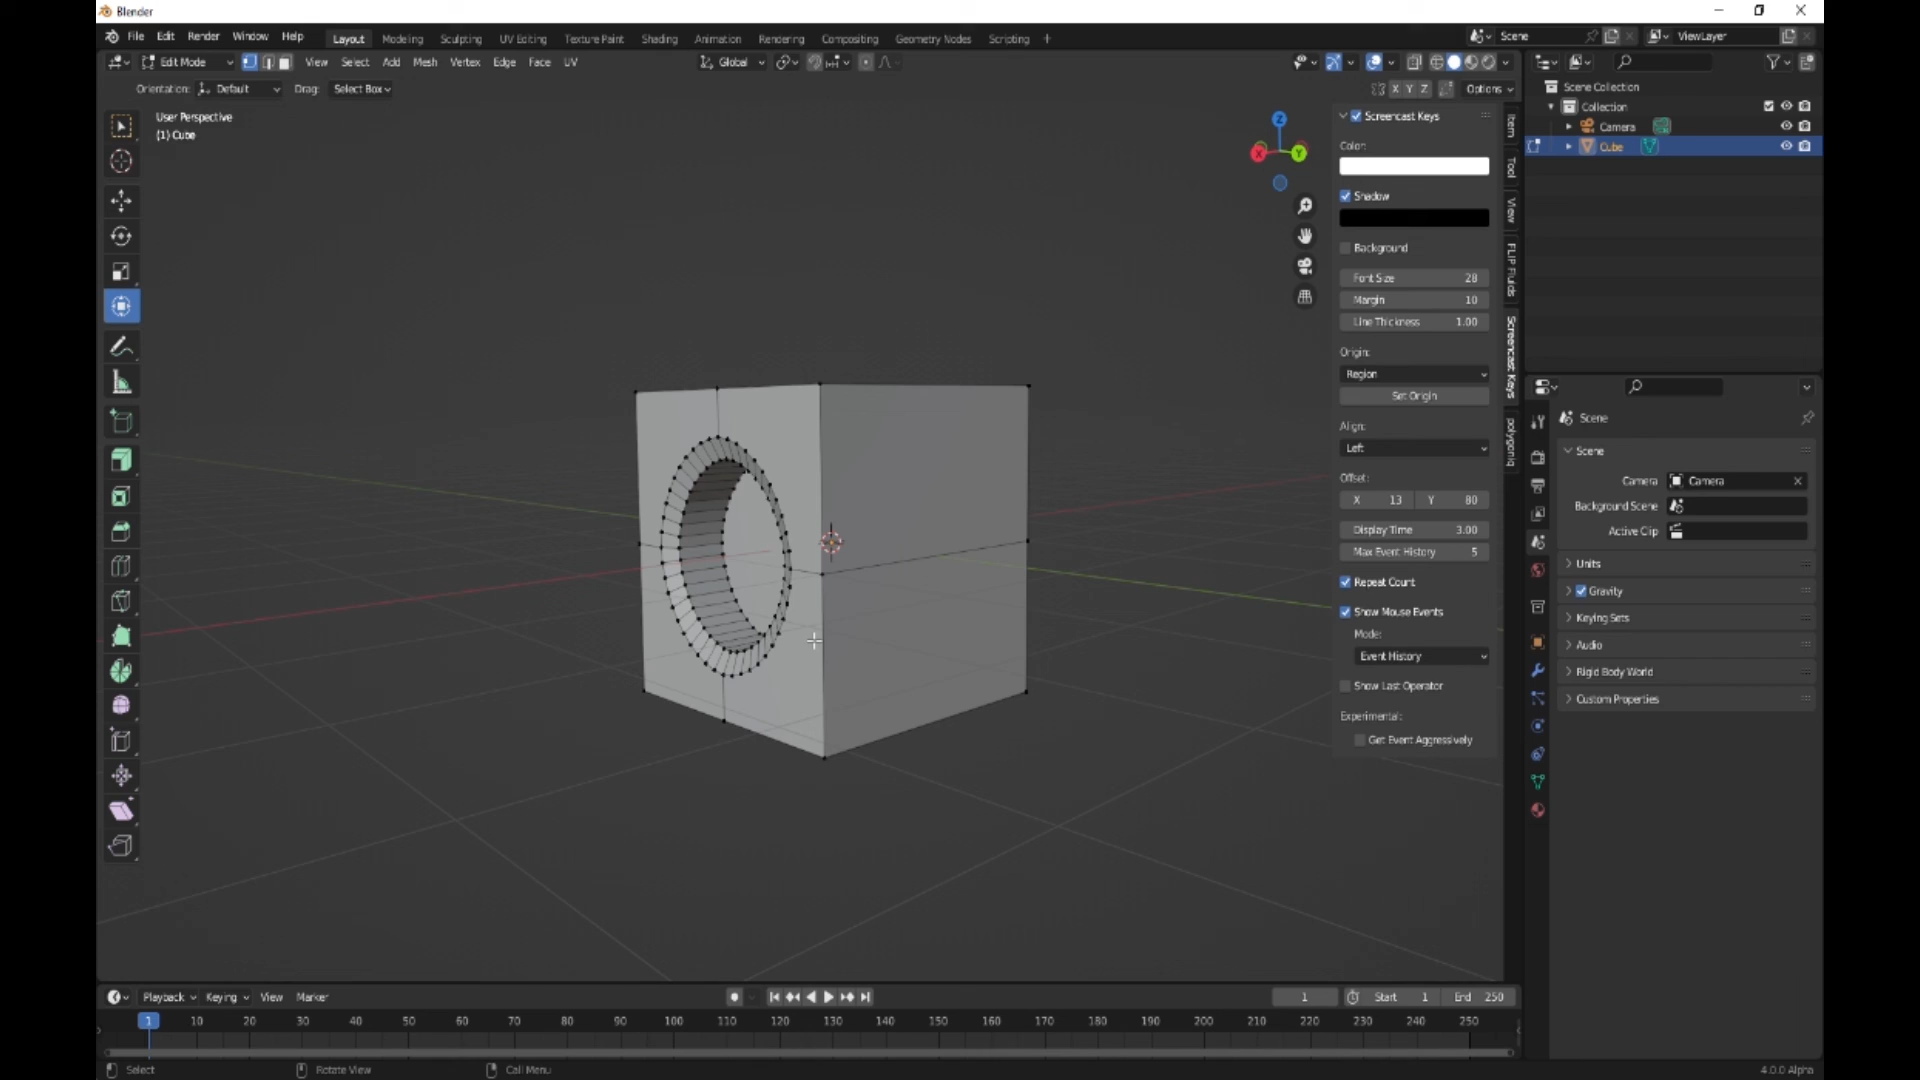 Blender
File Edit Render Window Help Layout Modeling Sculpting UV Editing Texture Paint Shading Animation Rendering Compositing Geometry Nodes Scripting + Scene ViewLayer
Edit Mode View Select Add Mesh Vertex Edge Face UV Global
Orientation: Default Drag: Select Box X Y Z Options
User Perspective
(1) Cube
Z
X Y
Screencast Keys
Color:
Shadow
Background
Font Size 28
Margin 10
Line Thickness 1.00
Origin:
Region
Set Origin
Align:
Left
Offset:
X 13 Y 80
Display Time 3.00
Max Event History 5
Repeat Count
Show Mouse Events
Mode:
Event History
Show Last Operator
Experimental:
Get Event Aggressively
Item
Tool
View
FLIP Fluids
Screencast Keys
polygoniq
Scene Collection
Collection
Camera
Cube
Scene
Scene
Camera Camera
Background Scene
Active Clip
Units
Gravity
Keying Sets
Audio
Rigid Body World
Custom Properties
Playback Keying View Marker 1 Start 1 End 250
1 10 20 30 40 50 60 70 80 90 100 110 120 130 140 150 160 170 180 190 200 210 220 230 240 250
Select Rotate View Call Menu 4.0.0 Alpha